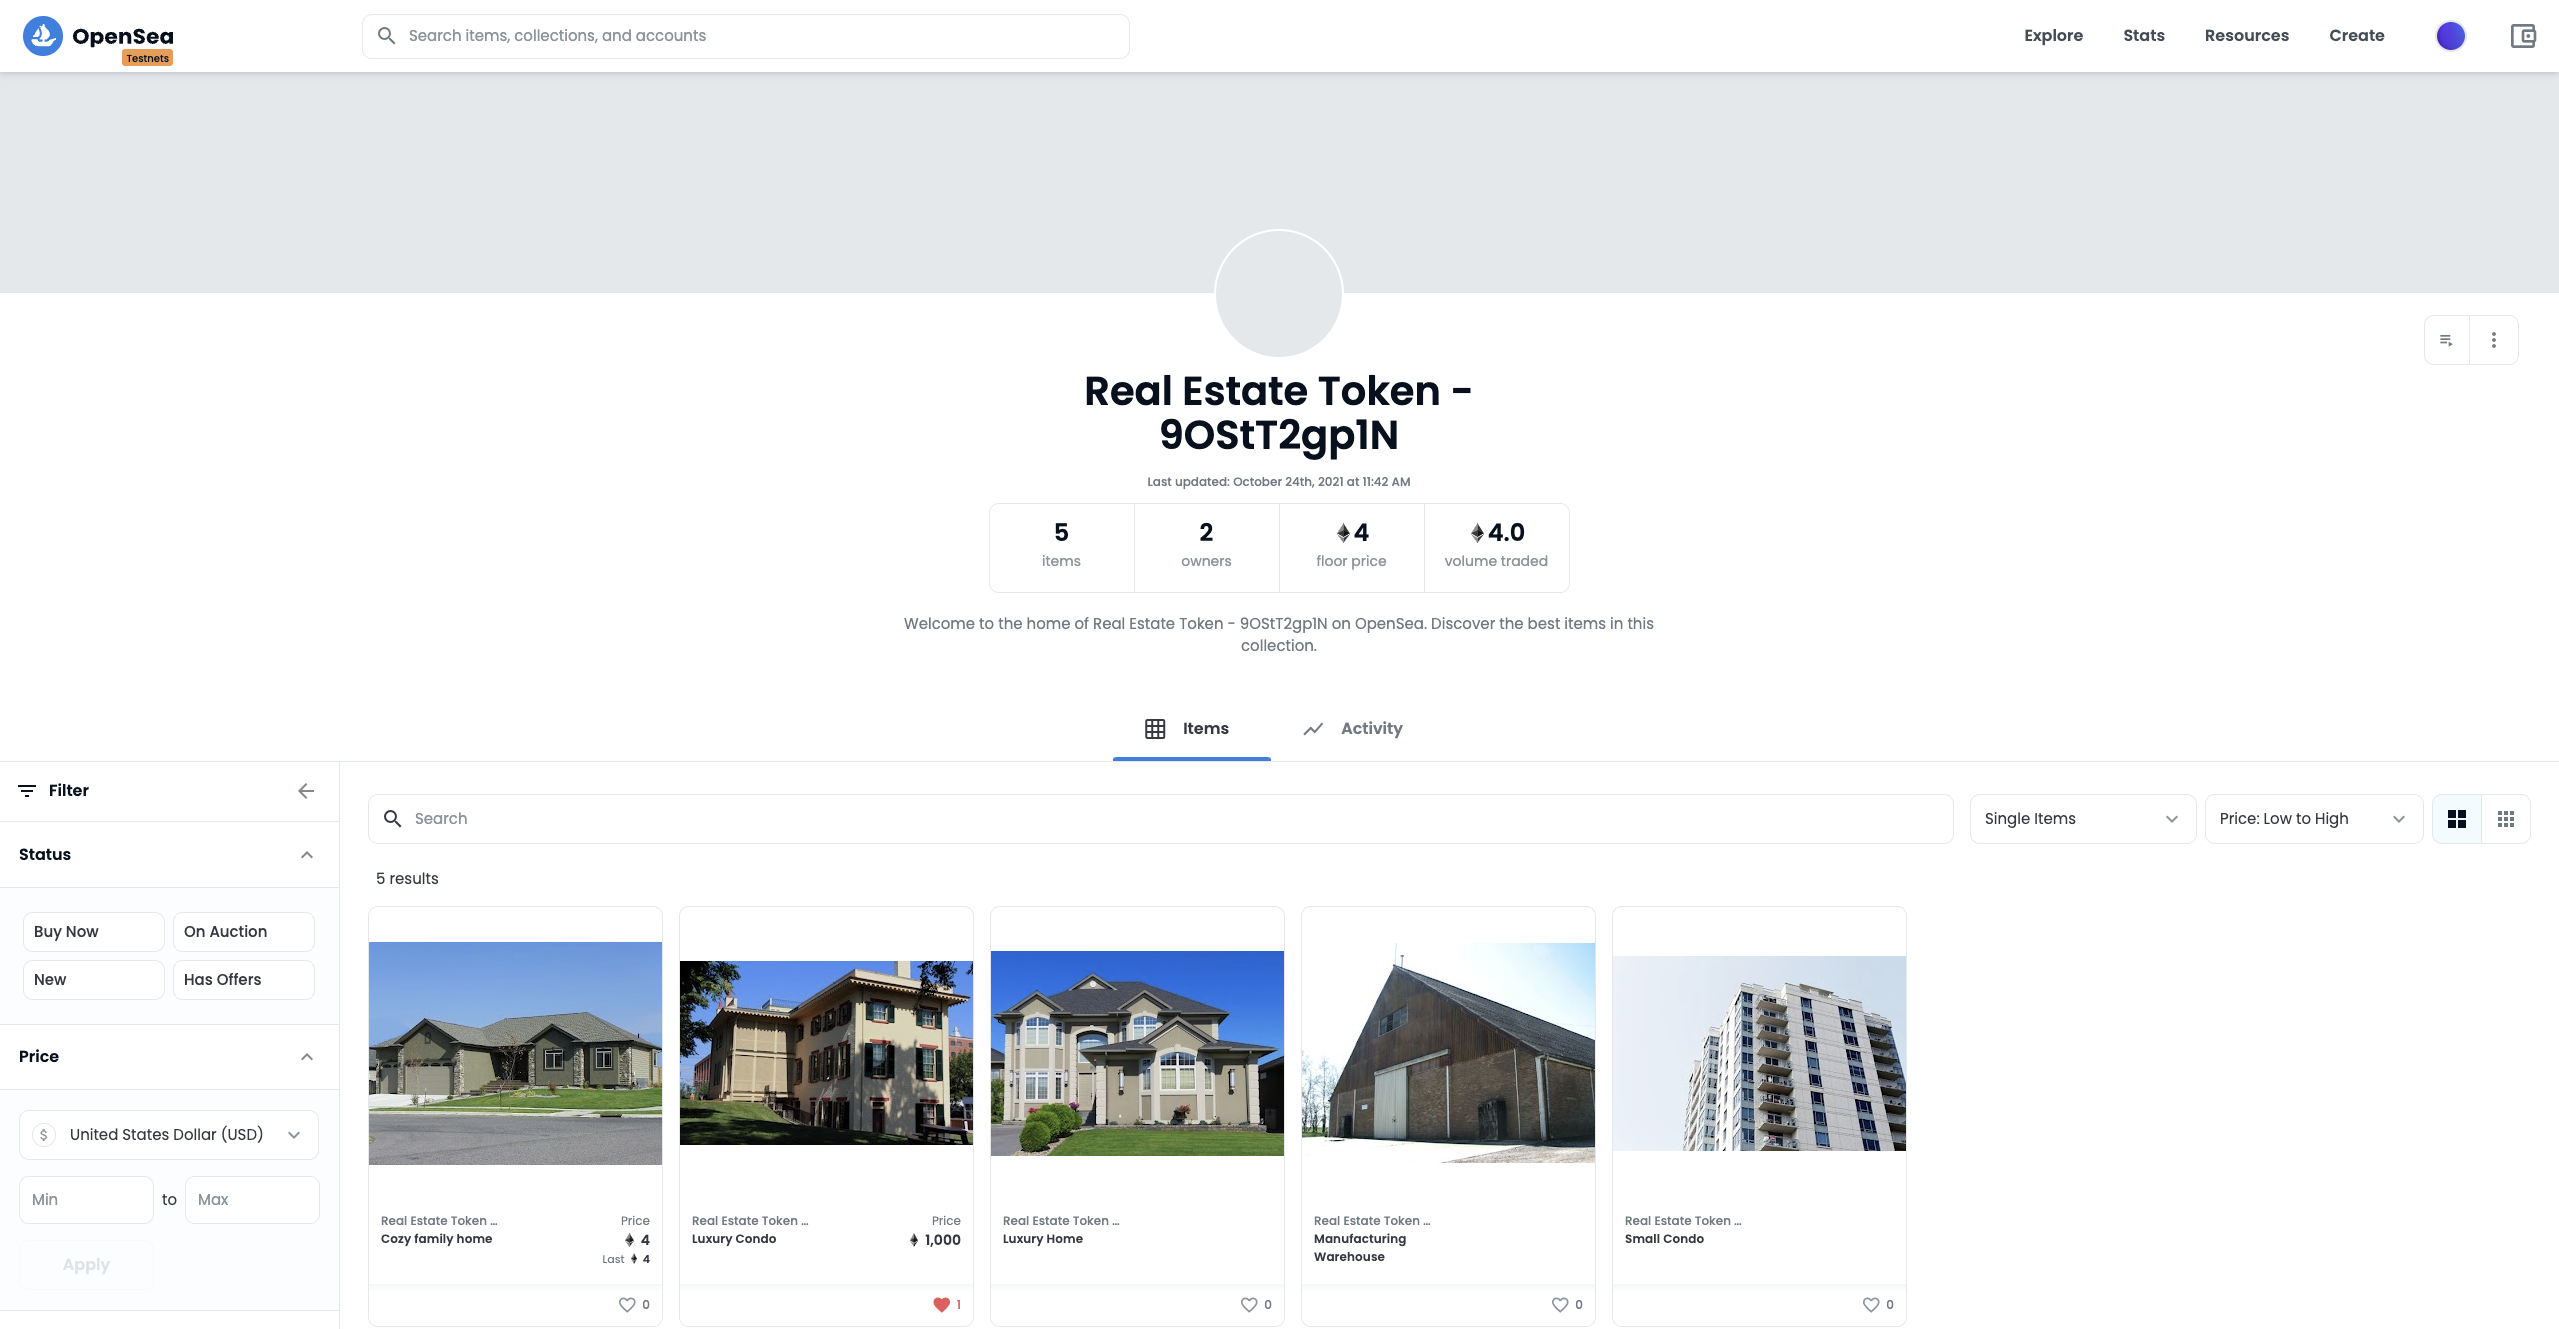 OpenSea
Testnets
Search items, collections, and accounts
Explore
Stats
Resources
Create
Real Estate Token -
9OStT2gp1N
Last updated: October 24th, 2021 at 11:42 AM
5
items
2
owners
4
floor price
4.0
volume traded
Welcome to the home of Real Estate Token - 9OStT2gp1N on OpenSea. Discover the best items in this
collection.
Items
Activity
Filter
Status
Buy Now
On Auction
New
Has Offers
Price
$ United States Dollar (USD)
Min
to
Max
Apply
Search
Single Items
Price: Low to High
5 results
Real Estate Token ...
Cozy family home
Price
4
Last 4
0
Real Estate Token ...
Luxury Condo
Price
1,000
1
Real Estate Token ...
Luxury Home
0
Real Estate Token ...
Manufacturing
Warehouse
0
Real Estate Token ...
Small Condo
0